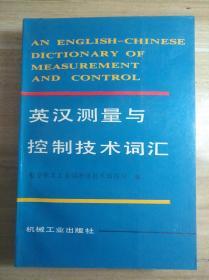 AN ENGLISH-CHINESE
DICTIONARY OF
MEASUREMENT
AND CONTROL
英汉测量与
控制技术词汇
机械工业出版社